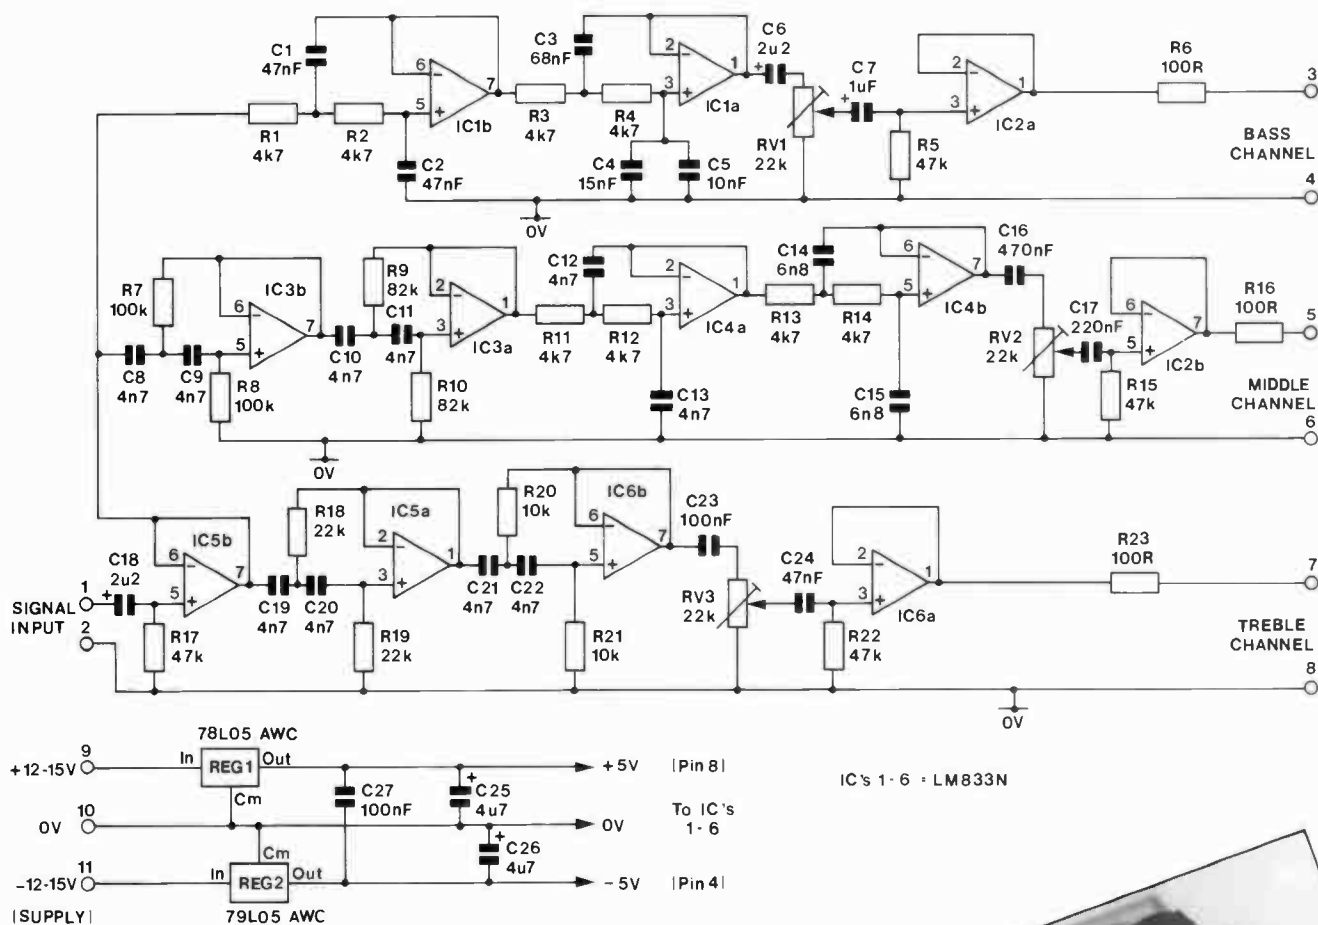 C1
47nF
R1
4k7
R2
4k7
C2
47nF
6
5
7
IC1b
C3
68nF
R3
4k7
R4
4k7
C4
15nF
C5
10nF
2
3
1
IC1a
C6
2u2
+
RV1
22k
C7
1uF
+
R5
47k
2
3
1
IC2a
R6
100R
3
BASS
CHANNEL
4
0V
R7
100k
C8
4n7
C9
4n7
R8
100k
IC3b
6
5
7
C10
4n7
R9
82k
C11
4n7
R10
82k
2
3
1
IC3a
R11
4k7
C12
4n7
R12
4k7
C13
4n7
2
3
1
IC4a
R13
4k7
C14
6n8
R14
4k7
C15
6n8
6
5
7
IC4b
C16
470nF
RV2
22k
C17
220nF
R15
47k
6
5
7
IC2b
R16
100R
5
MIDDLE
CHANNEL
6
0V
1
SIGNAL
INPUT
2
C18
2u2
+
R17
47k
IC5b
6
5
7
C19
4n7
R18
22k
C20
4n7
R19
22k
IC5a
2
3
1
C21
4n7
R20
10k
C22
4n7
R21
10k
IC6b
6
5
7
C23
100nF
RV3
22k
C24
47nF
R22
47k
2
3
1
IC6a
R23
100R
7
TREBLE
CHANNEL
8
0V
78L05 AWC
9
+12-15V
In
REG1
Out
Cm
C27
100nF
+
C25
4u7
+5V
[Pin 8]
10
0V
0V
To IC's
1-6
Cm
+
C26
4u7
11
-12-15V
In
REG2
Out
-5V
[Pin 4]
[SUPPLY]
79L05 AWC
IC's 1-6 = LM833N